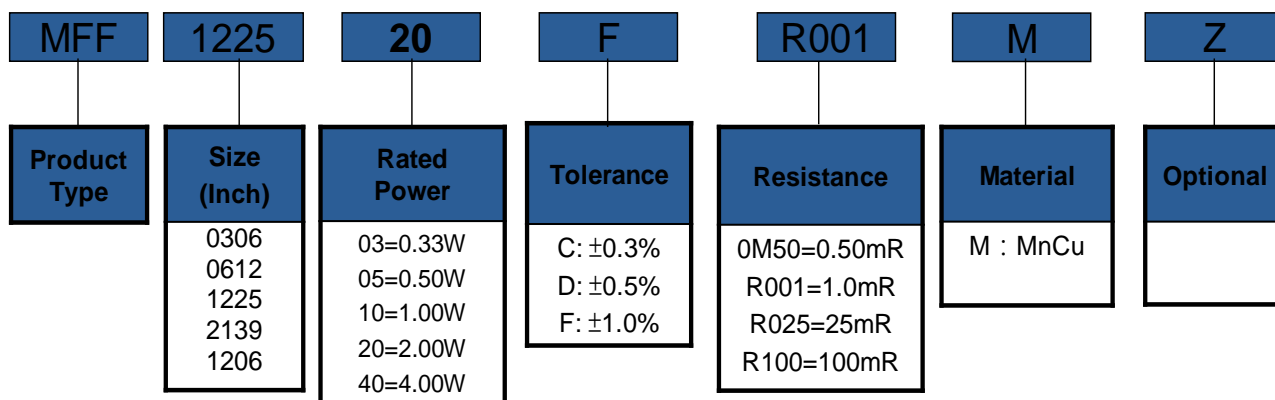 MFF 1225 20 F R001 M Z
Product Type
Size (Inch)
Rated Power
Tolerance
Resistance
Material
Optional
0306
0612
1225
2139
1206
03=0.33W
05=0.50W
10=1.00W
20=2.00W
40=4.00W
C: ±0.3%
D: ±0.5%
F: ±1.0%
0M50=0.50mR
R001=1.0mR
R025=25mR
R100=100mR
M：MnCu